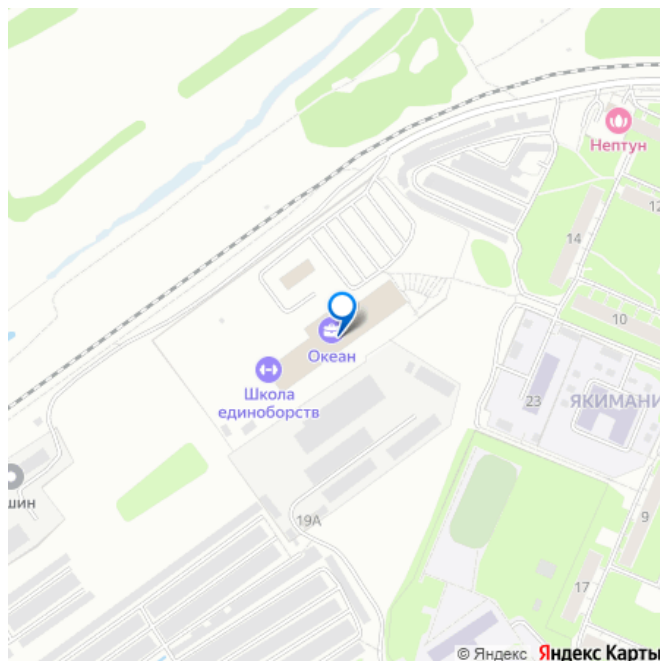 Нептун
12
14
10
Океан
Школа
единоборств
23
ЯКИМАНИ
шин
19А
9
17
© Яндекс Яндекс Карты